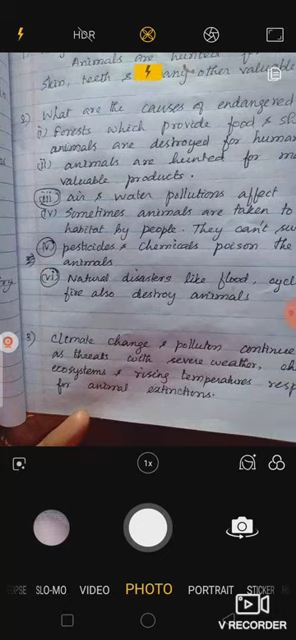 HDR
Animals are hunted f
skin, teeth & any other valuable
3) What are the causes of endangered
(i) Forests which provide food & sh
animals are destroyed for human
(ii) animals are hunted for me
valuable products.
(iii) air & water pollutions affect
(iv) Sometimes animals are taken to
habitat by people. They can't su
(v) pesticides & chemicals poison the
animals
(vi) Natural disasters like flood, cycl
fire also destroy animals
8) Climate change & polluton continue
as threats with severe weather, ch
ecosystems & rising temperatures resp
for animal extinctions.
1x
SLO-MO VIDEO PHOTO PORTRAIT STICKER
V RECORDER